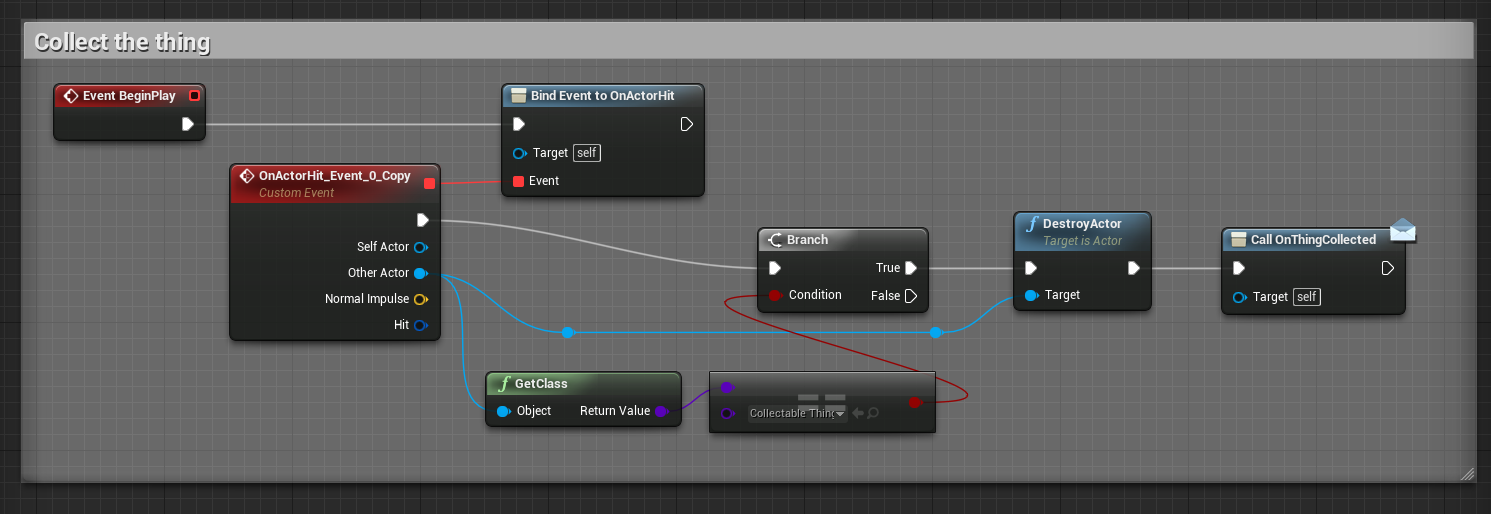 Collect the thing
Event BeginPlay
Bind Event to OnActorHit
Target self
Event
OnActorHit_Event_0_Copy
Custom Event
Self Actor
Other Actor
Normal Impulse
Hit
Branch
True
Condition
False
f DestroyActor
Target is Actor
Target
Call OnThingCollected
Target self
f GetClass
Object
Return Value
==
Collectable Thing